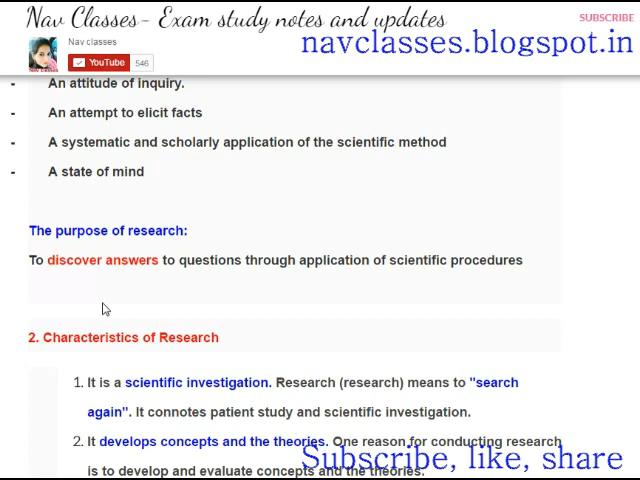 Nav Classes- Exam study notes and updates
SUBSCRIBE
navclasses.blogspot.in
Nav classes
YouTube 546
- An attitude of inquiry.
- An attempt to elicit facts
- A systematic and scholarly application of the scientific method
- A state of mind
The purpose of research:
To discover answers to questions through application of scientific procedures
2. Characteristics of Research
1. It is a scientific investigation. Research (research) means to "search
again". It connotes patient study and scientific investigation.
2. It develops concepts and the theories. One reason for conducting research
is to develop and evaluate concepts and the theories.
Subscribe, like, share